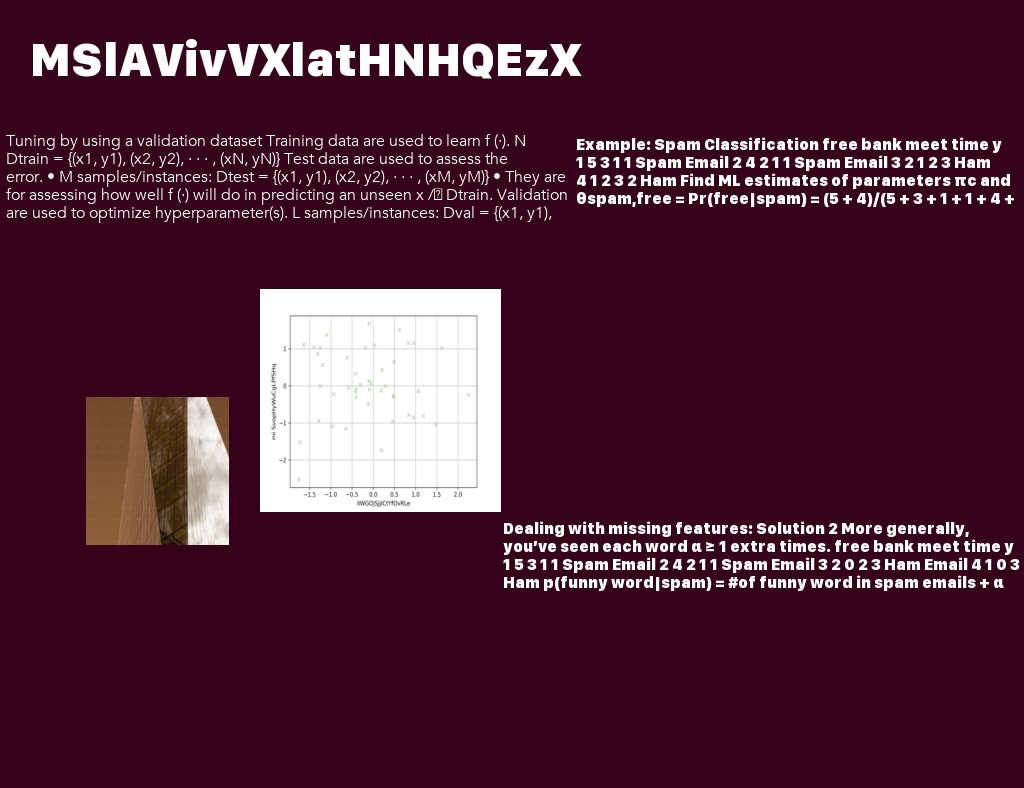 MSlAVivVXlatHNHQEzX
Tuning by using a validation dataset Training data are used to learn f (·). N
Dtrain = {(x1, y1), (x2, y2), · · · , (xN, yN)} Test data are used to assess the
error. • M samples/instances: Dtest = {(x1, y1), (x2, y2), · · · , (xM, yM)} • They are
for assessing how well f (·) will do in predicting an unseen x / Dtrain. Validation
are used to optimize hyperparameter(s). L samples/instances: Dval = {(x1, y1),
Example: Spam Classification free bank meet time y
1 5 3 1 1 Spam Email 2 4 2 1 1 Spam Email 3 2 1 2 3 Ham
4 1 2 3 2 Ham Find ML estimates of parameters πc and
θspam,free = Pr(free|spam) = (5 + 4)/(5 + 3 + 1 + 1 + 4 +
1
0
−1
−2
−1.5 −1.0 −0.5 0.0 0.5 1.0 1.5 2.0
Dealing with missing features: Solution 2 More generally,
you’ve seen each word α ≥ 1 extra times. free bank meet time y
1 5 3 1 1 Spam Email 2 4 2 1 1 Spam Email 3 2 0 2 3 Ham Email 4 1 0 3
Ham p(funny word|spam) = #of funny word in spam emails + α